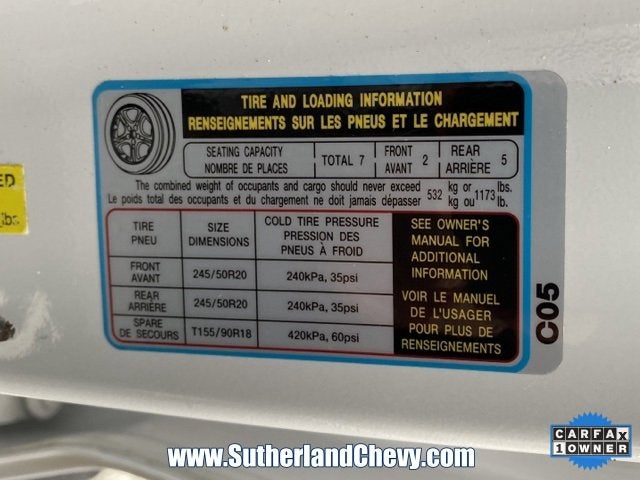 TIRE AND LOADING INFORMATION
RENSEIGNEMENTS SUR LES PNEUS ET LE CHARGEMENT
SEATING CAPACITY
NOMBRE DE PLACES
TOTAL 7
FRONT
AVANT 2
REAR
ARRIÈRE 5
The combined weight of occupants and cargo should never exceed 532 kg or 1173 lbs.
Le poids total des occupants et du chargement ne doit jamais dépasser kg ou lb.
TIRE
PNEU
SIZE
DIMENSIONS
COLD TIRE PRESSURE
PRESSION DES
PNEUS À FROID
FRONT
AVANT
245/50R20
240kPa, 35psi
REAR
ARRIÈRE
245/50R20
240kPa, 35psi
SPARE
DE SECOURS
T155/90R18
420kPa, 60psi
SEE OWNER'S
MANUAL FOR
ADDITIONAL
INFORMATION
VOIR LE MANUEL
DE L'USAGER
POUR PLUS DE
RENSEIGNEMENTS
C05
ED
lbs
www.SutherlandChevy.com
CARFAX
1 OWNER